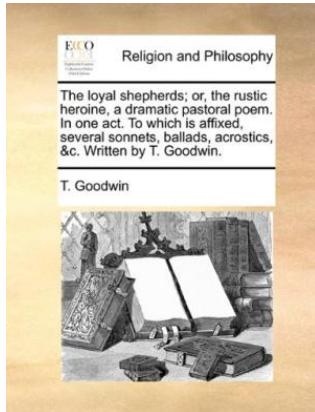 ECCO
Religion and Philosophy
The loyal shepherds; or, the rustic
heroine, a dramatic pastoral poem.
In one act. To which is affixed,
several sonnets, ballads, acrostics,
&c. Written by T. Goodwin.
T. Goodwin